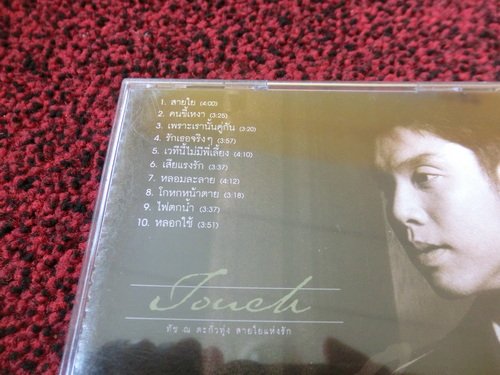 1. สายใย (4:00)
2. คนขี้เหงา (3:25)
3. เพราะเรานั้นคู่กัน (3:20)
4. รักเธอจริงๆ (3:57)
5. เวทีนี้ไม่มีพี่เลี้ยง (4:10)
6. เสียแรงรัก (3:37)
7. หลอมละลาย (4:12)
8. โกหกหน้าตาย (3:18)
9. ไฟตกน้ำ (3:37)
10. หลอกใช้ (3:51)
Touch
ทัช ณ ตะกั่วทุ่ง สายใยแห่งรัก